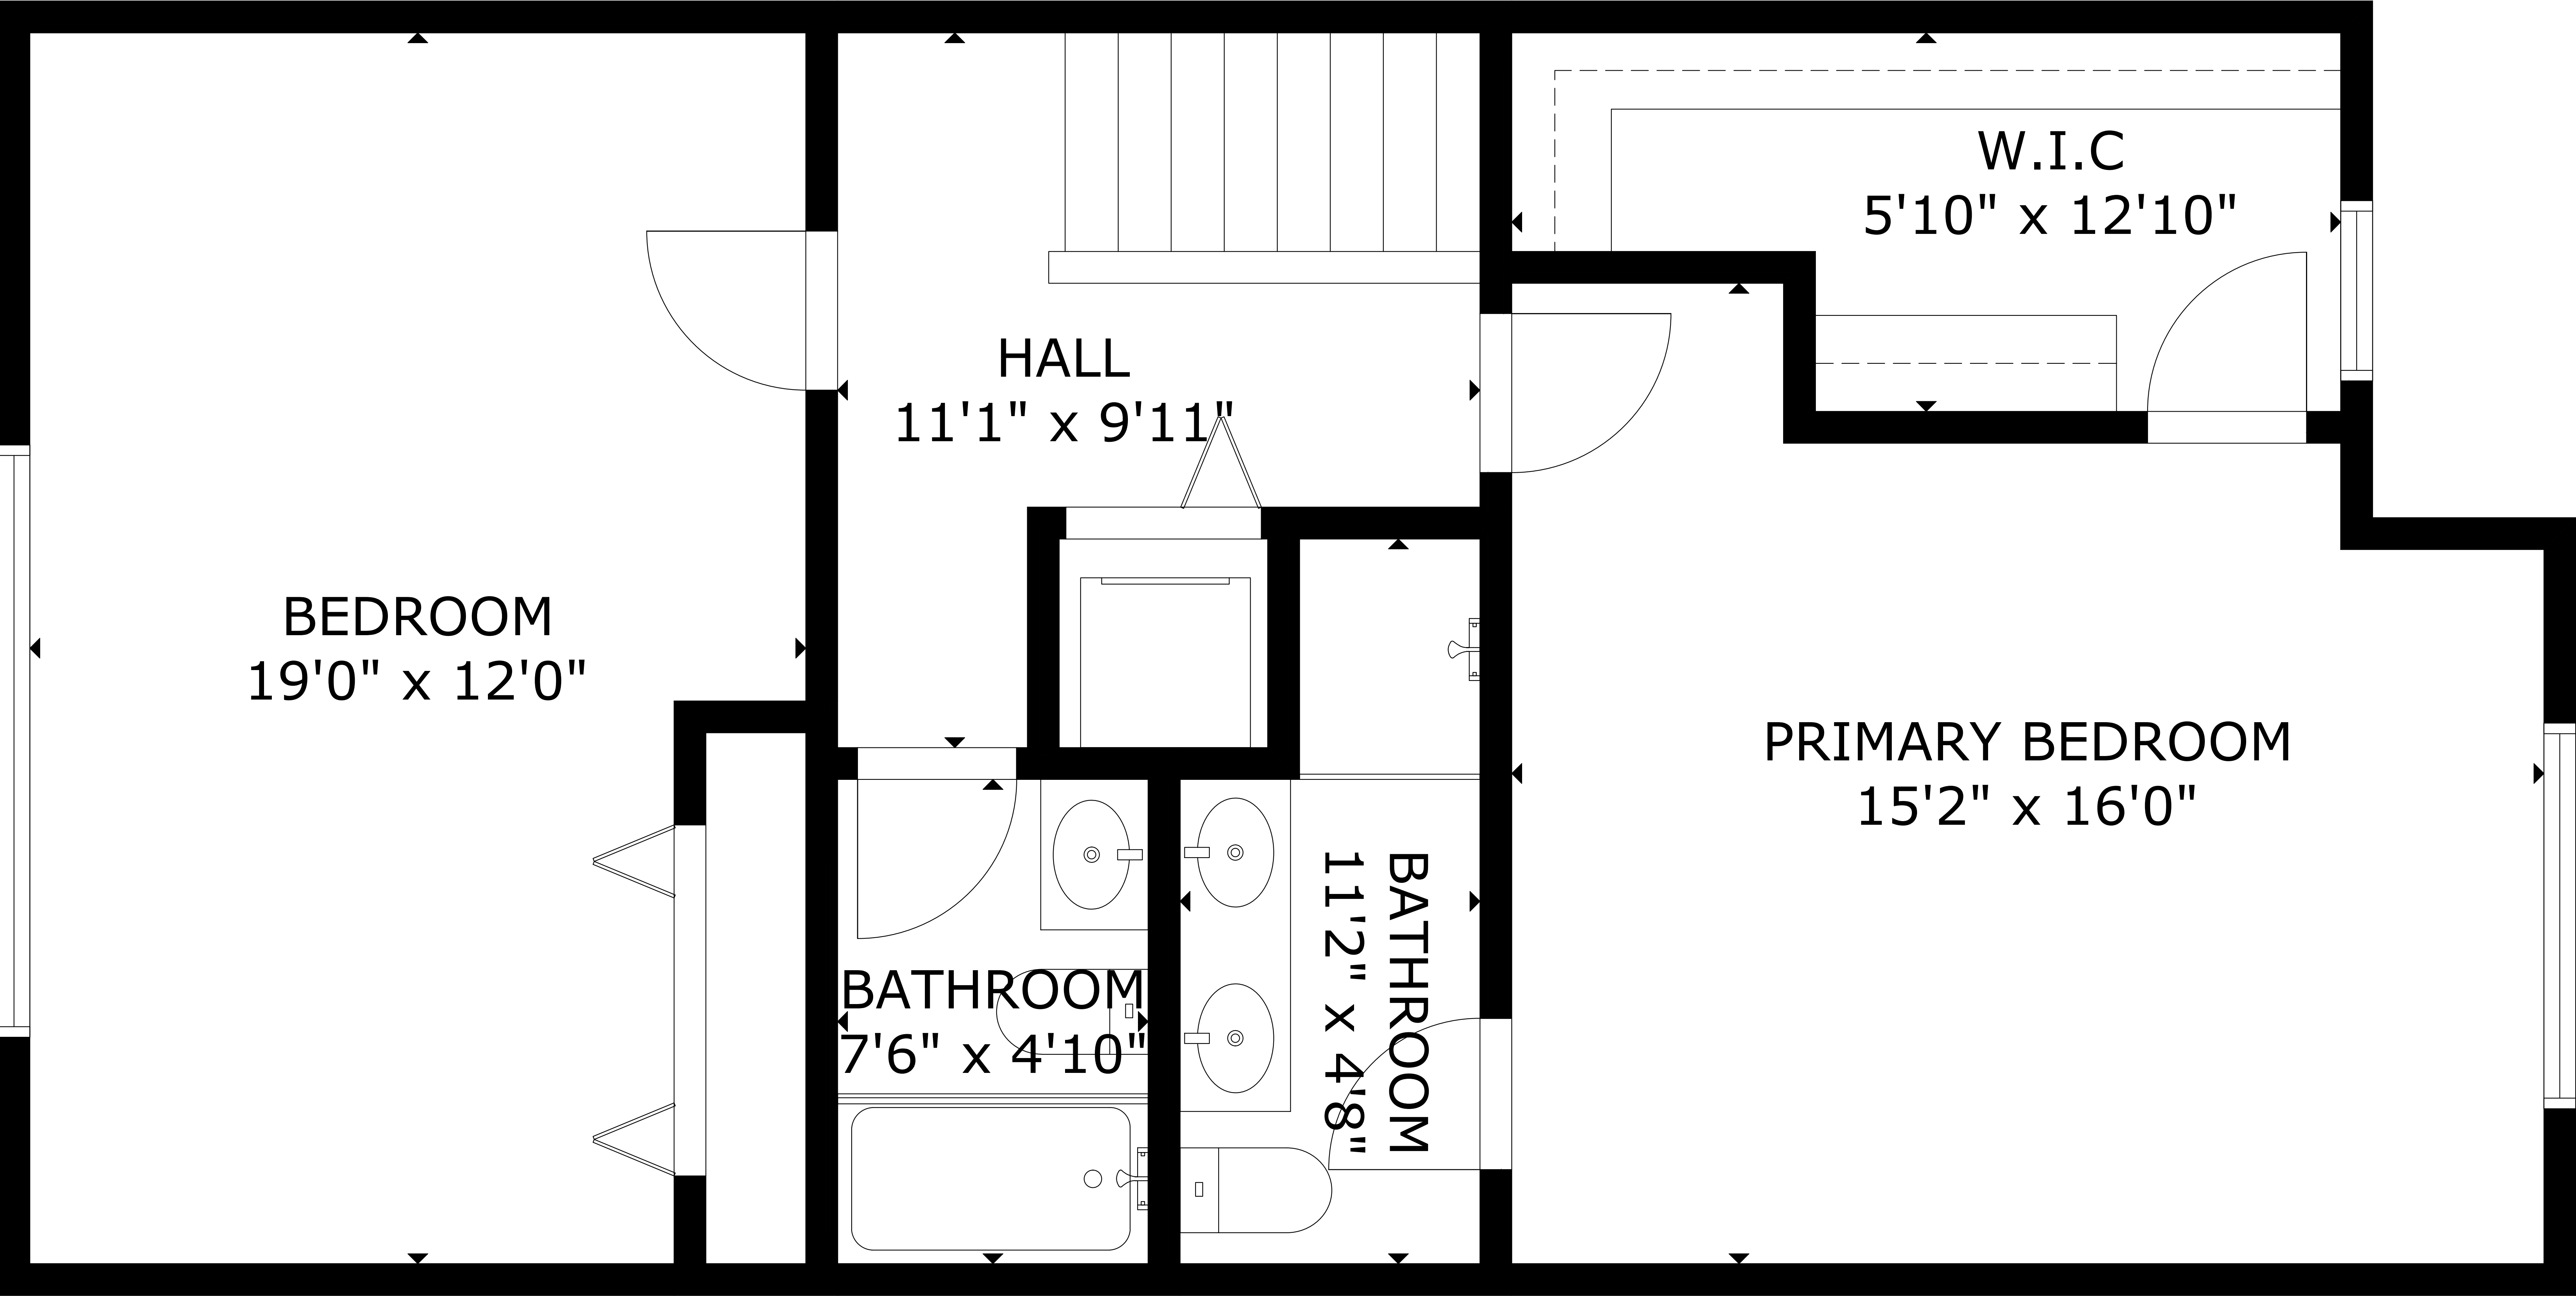 W.I.C
5'10" x 12'10"
HALL
11'1" x 9'11"
BEDROOM
19'0" x 12'0"
PRIMARY BEDROOM
15'2" x 16'0"
BATHROOM
7'6" x 4'10"
BATHROOM
11'2" x 4'8"